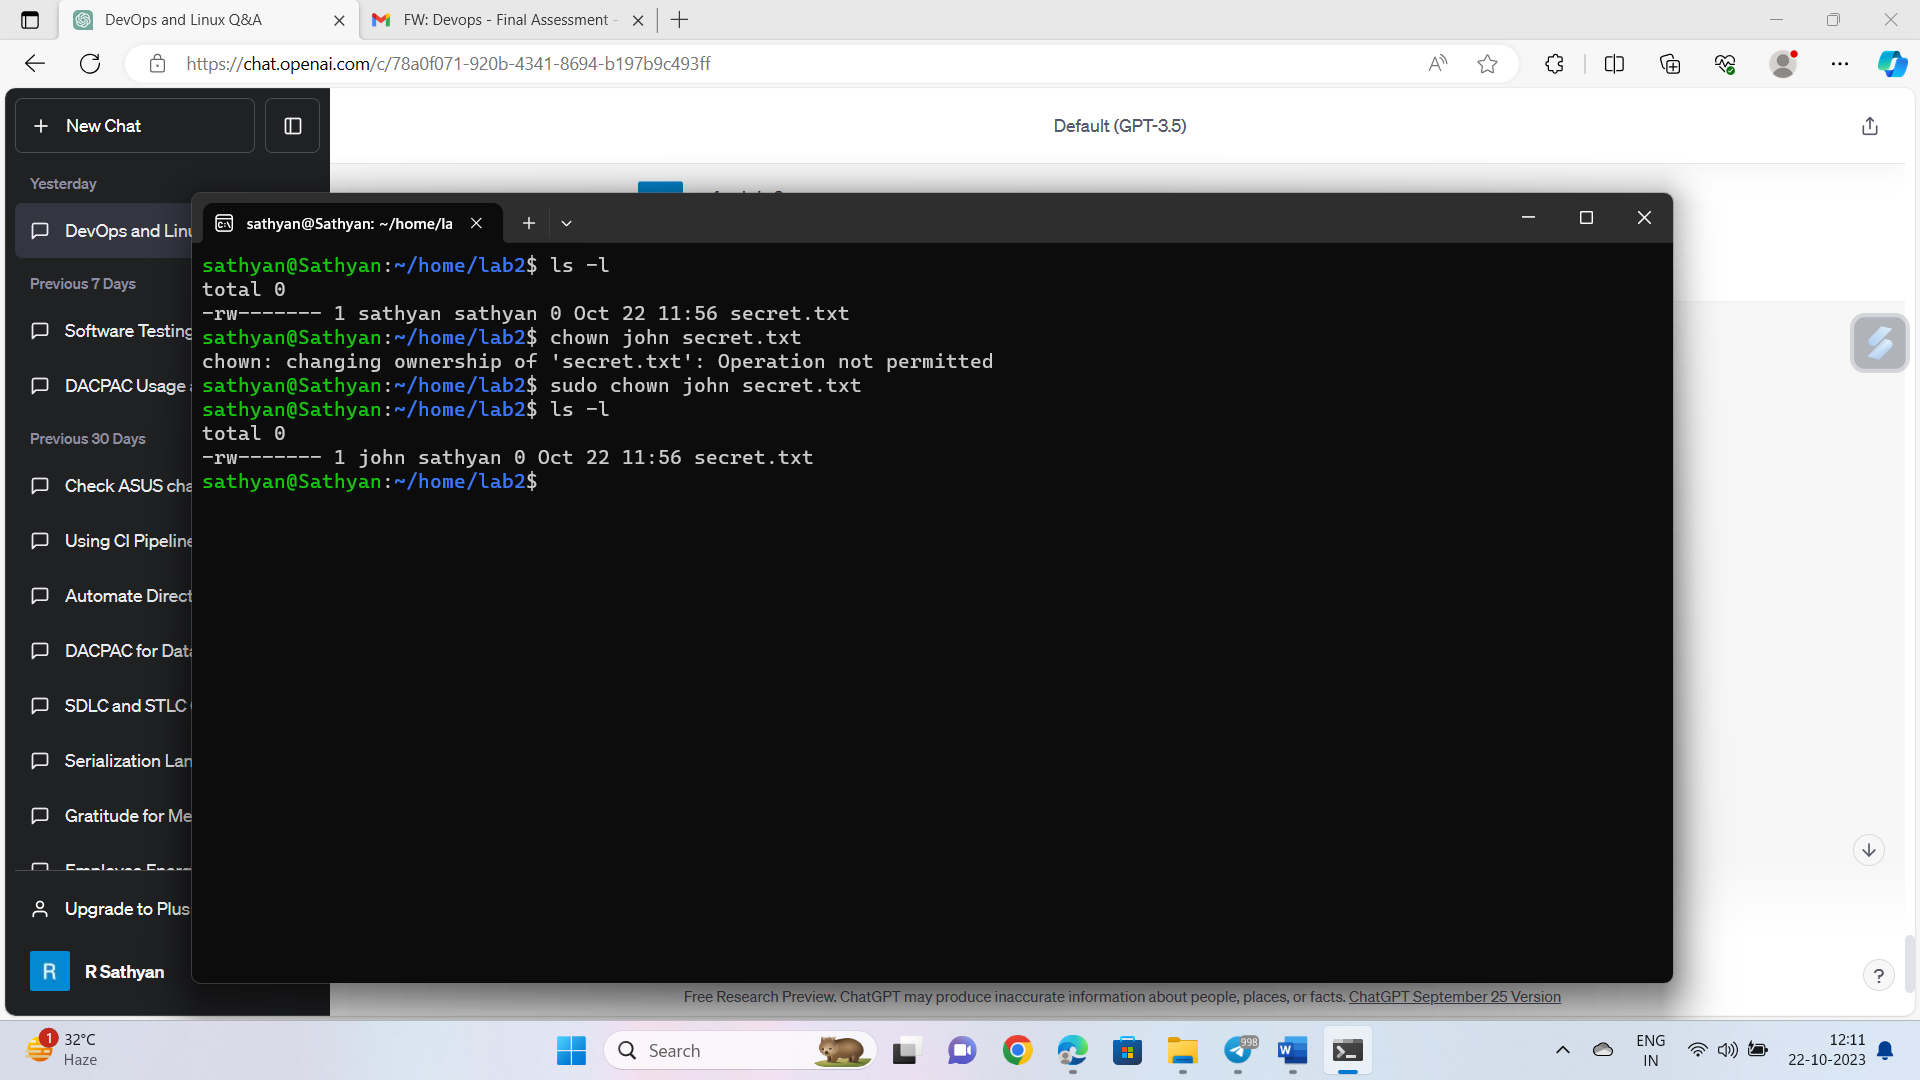 DevOps and Linux Q&A
FW: Devops - Final Assessment -
https://chat.openai.com/c/78a0f071-920b-4341-8694-b197b9c493ff
New Chat
Default (GPT-3.5)
Yesterday
DevOps and Linu
Previous 7 Days
Software Testing
DACPAC Usage a
Previous 30 Days
Check ASUS cha
Using CI Pipeline
Automate Direct
DACPAC for Data
SDLC and STLC
Serialization Lan
Gratitude for Me
Employee Energ
Upgrade to Plus
R
R Sathyan
sathyan@Sathyan: ~/home/la
sathyan@Sathyan:~/home/lab2$ ls -l
total 0
-rw------- 1 sathyan sathyan 0 Oct 22 11:56 secret.txt
sathyan@Sathyan:~/home/lab2$ chown john secret.txt
chown: changing ownership of 'secret.txt': Operation not permitted
sathyan@Sathyan:~/home/lab2$ sudo chown john secret.txt
sathyan@Sathyan:~/home/lab2$ ls -l
total 0
-rw------- 1 john sathyan 0 Oct 22 11:56 secret.txt
sathyan@Sathyan:~/home/lab2$
?
Free Research Preview. ChatGPT may produce inaccurate information about people, places, or facts. ChatGPT September 25 Version
1
32°C
Haze
Search
998
W
ENG
IN
12:11
22-10-2023